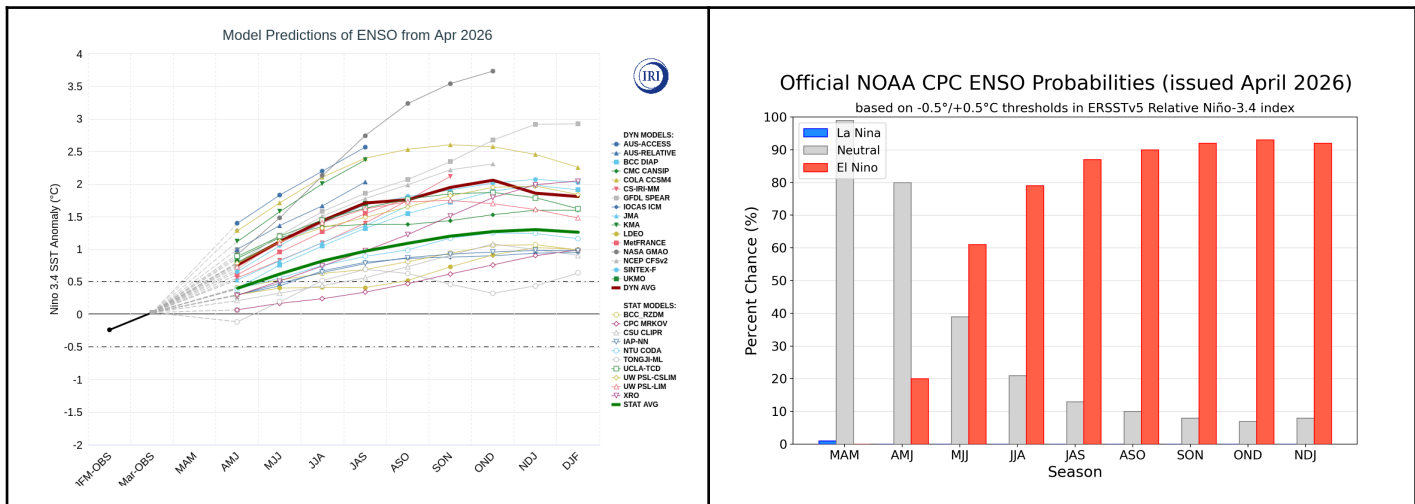 Model Predictions of ENSO from Apr 2026
IRI
Nino 3.4 SST Anomaly (°C)
4
3.5
3
2.5
2
1.5
1
0.5
0
-0.5
-1
-1.5
-2
JFM-OBS
Mar-OBS
MAM
AMJ
MJJ
JJA
JAS
ASO
SON
OND
NDJ
DJF
DYN MODELS:
AUS-ACCESS
AUS-RELATIVE
BCC DIAP
CMC CANSIP
COLA CCSM4
CS-IRI-MM
GFDL SPEAR
IOCAS ICM
JMA
KMA
LDEO
MetFRANCE
NASA GMAO
NCEP CFSv2
SINTEX-F
UKMO
DYN AVG
STAT MODELS:
BCC_RZDM
CPC MRKOV
CSU CLIPR
IAP-NN
NTU CODA
TONGJI-ML
UCLA-TCD
UW PSL-CSLIM
UW PSL-LIM
XRO
STAT AVG
Official NOAA CPC ENSO Probabilities (issued April 2026)
based on -0.5°/+0.5°C thresholds in ERSSTv5 Relative Niño-3.4 index
La Nina
Neutral
El Nino
Percent Chance (%)
100
90
80
70
60
50
40
30
20
10
0
MAM
AMJ
MJJ
JJA
JAS
ASO
SON
OND
NDJ
Season